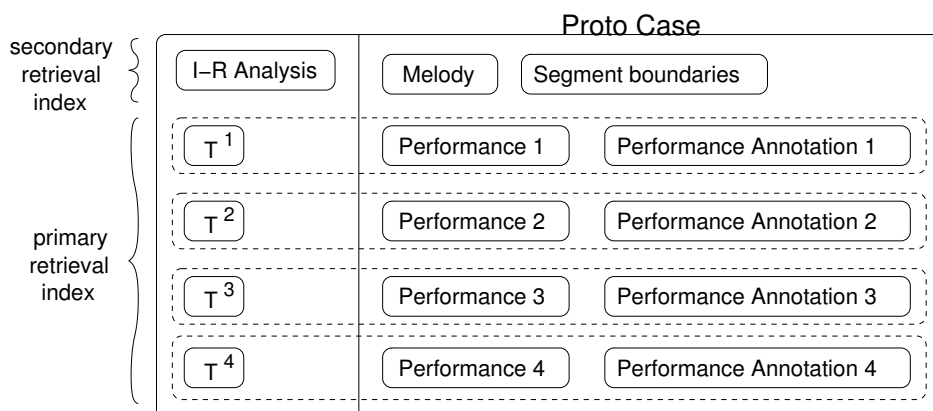 Proto Case
secondary
retrieval
index
I−R Analysis
Melody
Segment boundaries
primary
retrieval
index
T 1
Performance 1
Performance Annotation 1
T 2
Performance 2
Performance Annotation 2
T 3
Performance 3
Performance Annotation 3
T 4
Performance 4
Performance Annotation 4